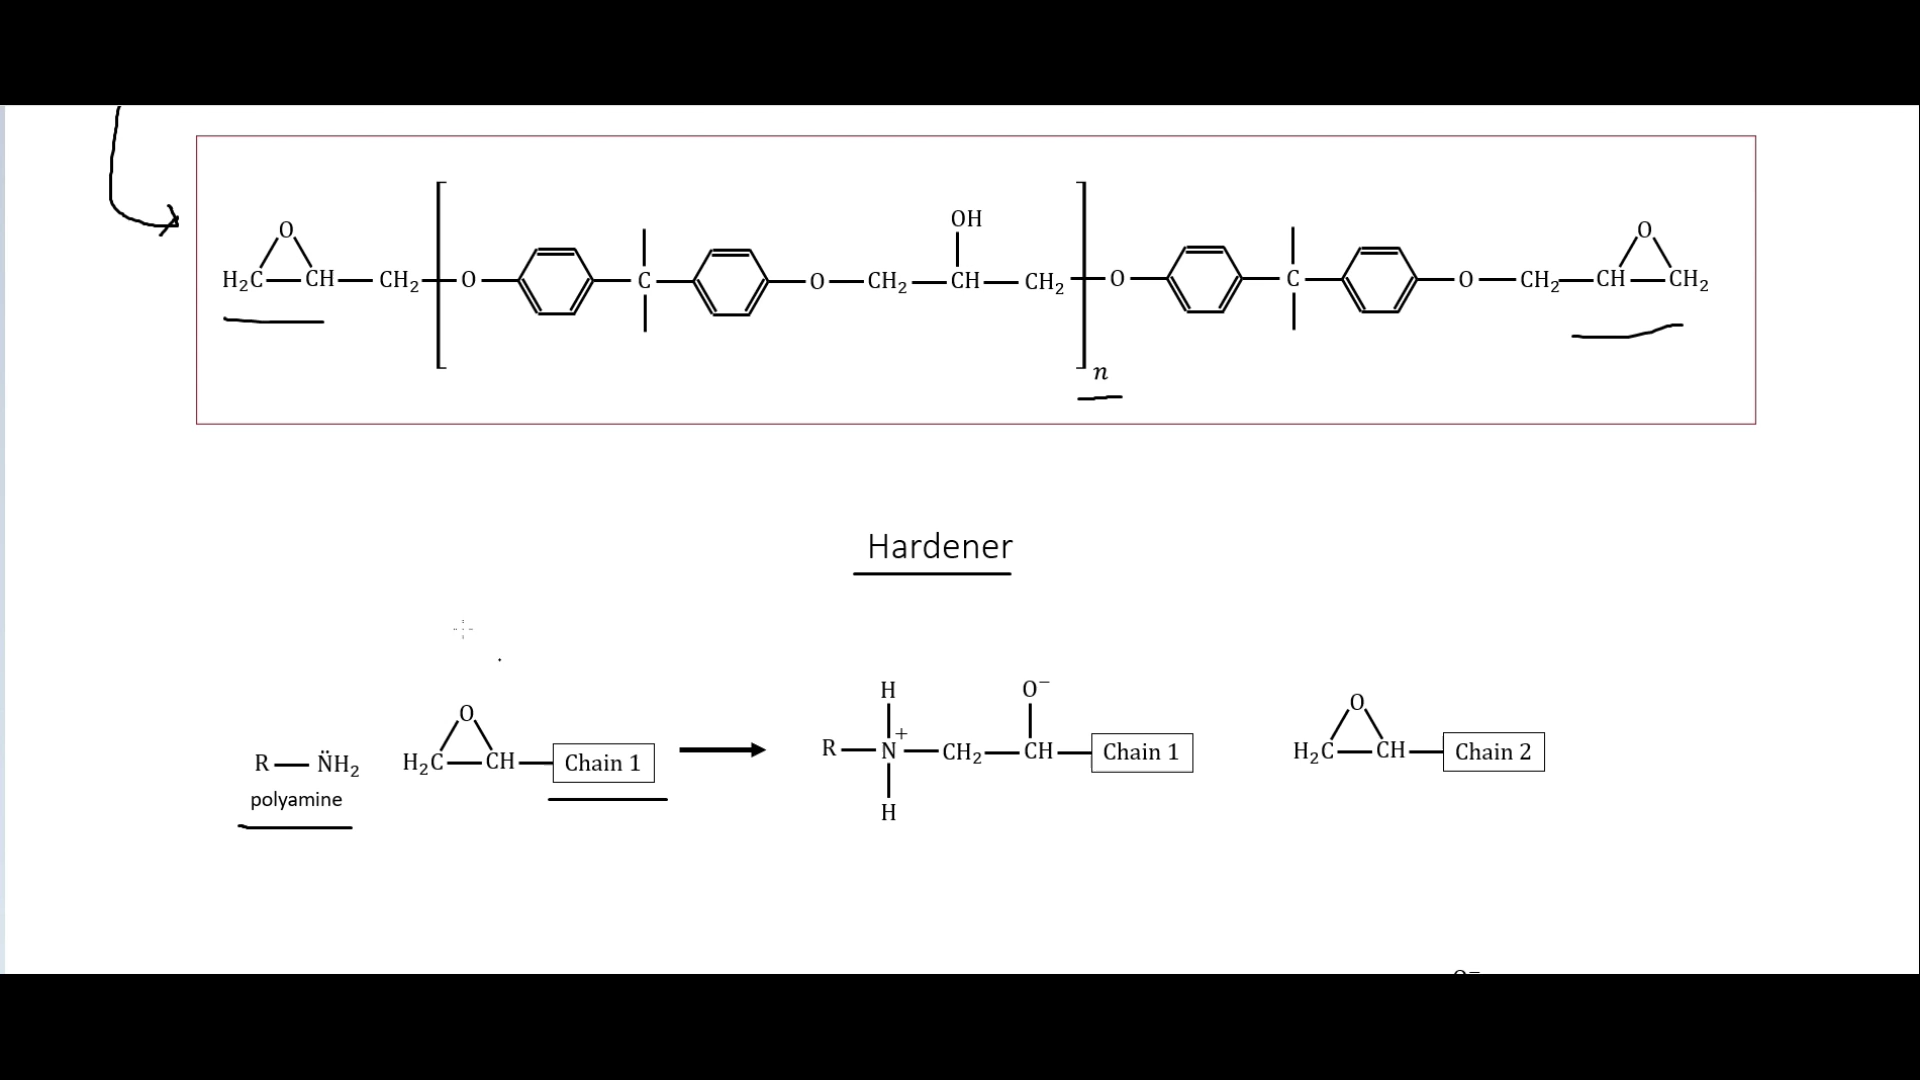 OH
O O
H₂C CH CH₂ O C O CH₂ CH CH₂ O C O CH₂ CH CH₂
n
Hardener
H O⁻
O O
R N̈H₂ H₂C CH Chain 1 R N⁺ CH₂ CH Chain 1 H₂C CH Chain 2
polyamine
H